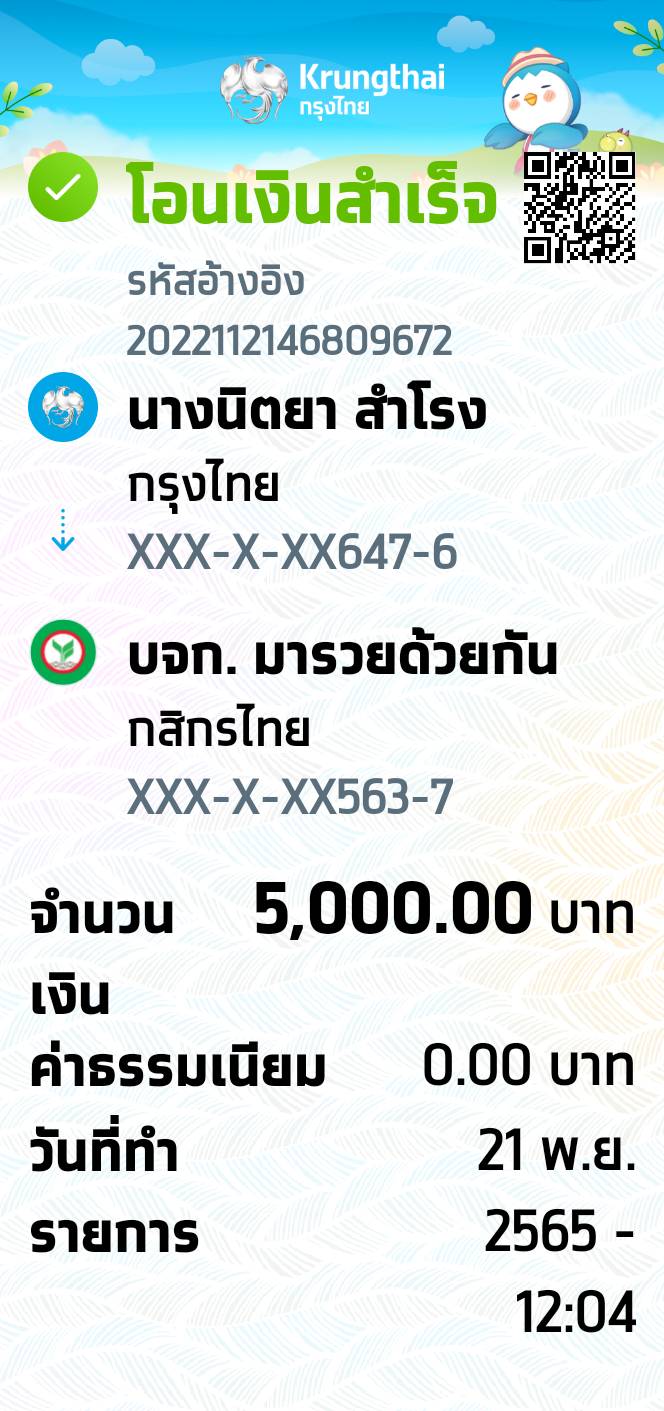 Krungthai
กรุงไทย
โอนเงินสำเร็จ
รหัสอ้างอิง
2022112146809672
นางนิตยา สำโรง
กรุงไทย
XXX-X-XX647-6
บจก. มารวยด้วยกัน
กสิกรไทย
XXX-X-XX563-7
จำนวน 5,000.00 บาท
เงิน
ค่าธรรมเนียม 0.00 บาท
วันที่ทำ 21 พ.ย.
รายการ 2565 -
12:04